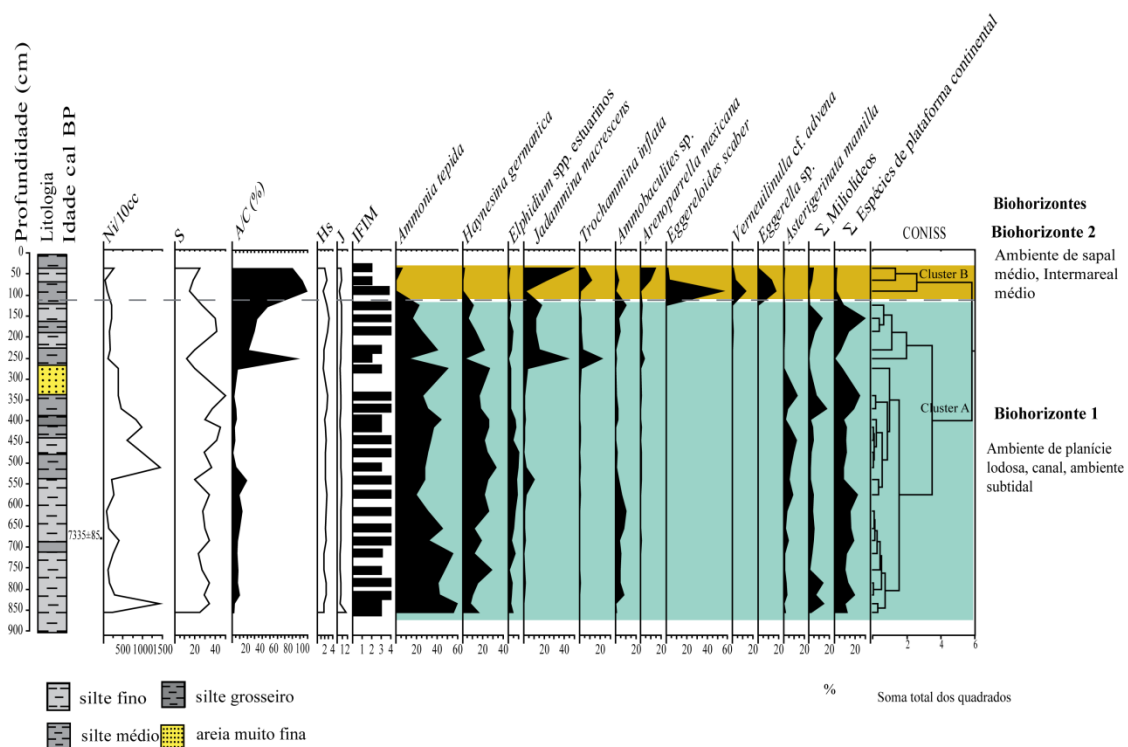 Profundidade (cm)
Litologia
Idade cal BP
Ni/10cc
S
A/C (%)
Hs
J
IFIM
Ammonia tepida
Haynesina germanica
Elphidium spp. estuarinos
Jadammina macrescens
Trochammina inflata
Ammobaculites sp.
Arenoparrella mexicana
Eggereloides scaber
Verneuilinulla cf. advena
Eggerella sp.
Asterigerinata mamilla
Σ Miliolídeos
Σ Espécies de plataforma continental
CONISS
Biohorizontes
Biohorizonte 2
Ambiente de sapal
médio, Intermareal
médio
Cluster B
Cluster A
Biohorizonte 1
Ambiente de planície
lodosa, canal, ambiente
subtidal
0
50
100
150
200
250
300
350
400
450
500
550
600
650
700
750
800
850
900
7335±85
500 1000 1500
20 40 60
20 40 60 80 100
2 4
1 2
1 2 3 4
20 40 60
20 40
20
20 40
20
20
20
20 40 60
20
20
20
20
20
2 4 6
%
Soma total dos quadrados
silte fino
silte grosseiro
silte médio
areia muito fina